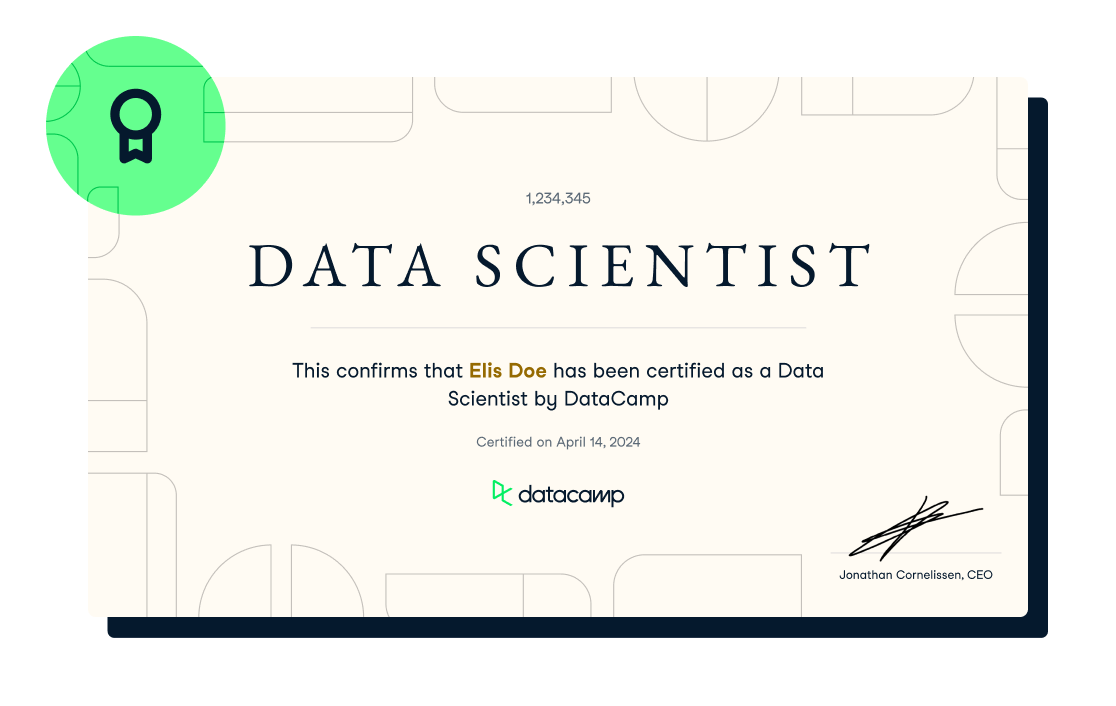 1,234,345
DATA SCIENTIST
This confirms that Elis Doe has been certified as a Data
Scientist by DataCamp
Certified on April 14, 2024
datacamp
Jonathan Cornelissen, CEO